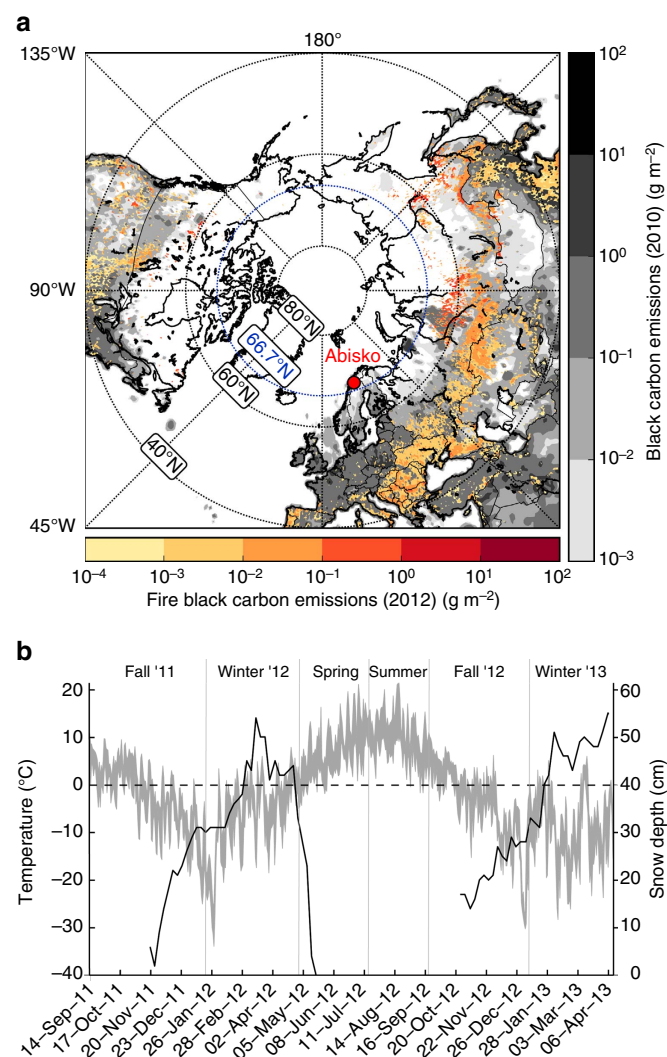 a
180°
135°W
90°W
45°W
80°N
66.7°N
60°N
40°N
Abisko
10²
10¹
10⁰
10⁻¹
10⁻²
10⁻³
Black carbon emissions (2010) (g m⁻²)
10⁻⁴ 10⁻³ 10⁻² 10⁻¹ 10⁰ 10¹ 10²
Fire black carbon emissions (2012) (g m⁻²)
b
Fall '11 Winter '12 Spring Summer Fall '12 Winter '13
20
10
0
–10
–20
–30
–40
Temperature (°C)
60
50
40
30
20
10
0
Snow depth (cm)
14–Sep–11
17–Oct–11
20–Nov–11
23–Dec–11
26–Jan–12
28–Feb–12
02–Apr–12
05–May–12
08–Jun–12
11–Jul–12
14–Aug–12
16–Sep–12
20–Oct–12
22–Nov–12
26–Dec–12
28–Jan–13
03–Mar–13
06–Apr–13